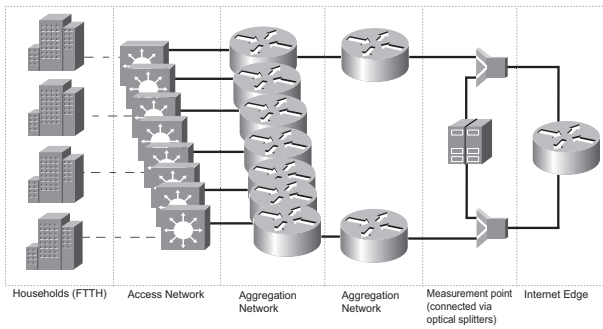 Households (FTTH)
Access Network
Aggregation
Network
Aggregation
Network
Measurement point
(connected via
optical splitters)
Internet Edge